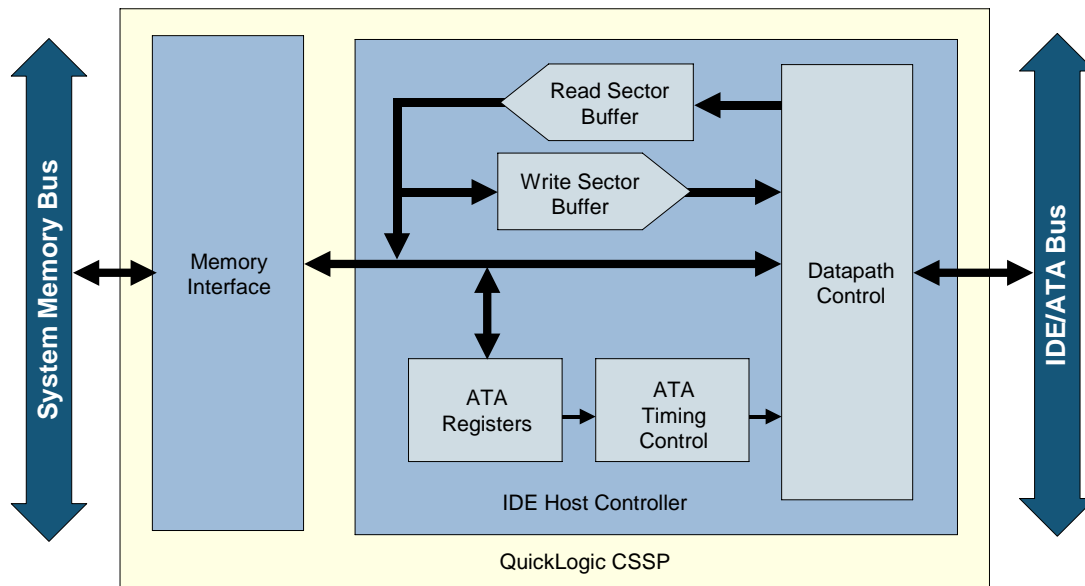 System Memory Bus
Memory
Interface
Read Sector
Buffer
Write Sector
Buffer
ATA
Registers
ATA
Timing
Control
Datapath
Control
IDE Host Controller
QuickLogic CSSP
IDE/ATA Bus